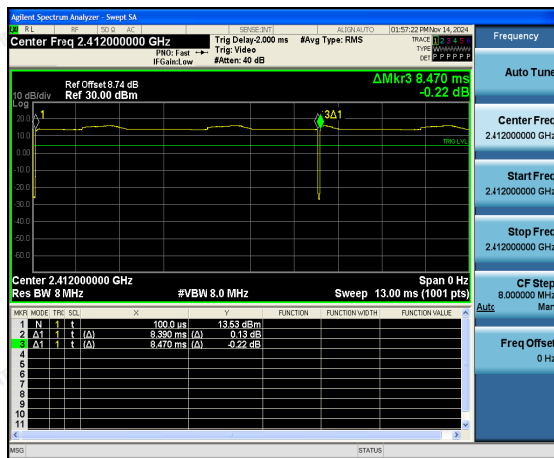 Agilent Spectrum Analyzer - Swept SA
RL RF 50 Ω AC SENSE:INT ALIGNAUTO 01:57:22 PMNov 14, 2024
Center Freq 2.412000000 GHz
PNO: Fast
IFGain:Low
Trig Delay-2.000 ms
Trig: Video
#Atten: 40 dB
#Avg Type: RMS
TRACE 1 2 3 4 5 6
TYPE
DET P P P P P P
Frequency
Auto Tune
Center Freq
2.412000000 GHz
Start Freq
2.412000000 GHz
Stop Freq
2.412000000 GHz
CF Step
8.000000 MHz
Auto Man
Freq Offset
0 Hz
ΔMkr3 8.470 ms
-0.22 dB
Ref Offset 8.74 dB
10 dB/div Ref 30.00 dBm
Log
1
3Δ1
TRIG LVL
20.0
10.0
0.00
-10.0
-20.0
-30.0
-40.0
-50.0
-60.0
Center 2.412000000 GHz Span 0 Hz
Res BW 8 MHz #VBW 8.0 MHz Sweep 13.00 ms (1001 pts)
MKR MODE TRC SCL X Y FUNCTION FUNCTION WIDTH FUNCTION VALUE
1 N 1 t 100.0 us 13.53 dBm
2 Δ1 1 t (Δ) 8.390 ms (Δ) 0.13 dB
3 Δ1 1 t (Δ) 8.470 ms (Δ) -0.22 dB
4
5
6
7
8
9
10
11
MSG STATUS